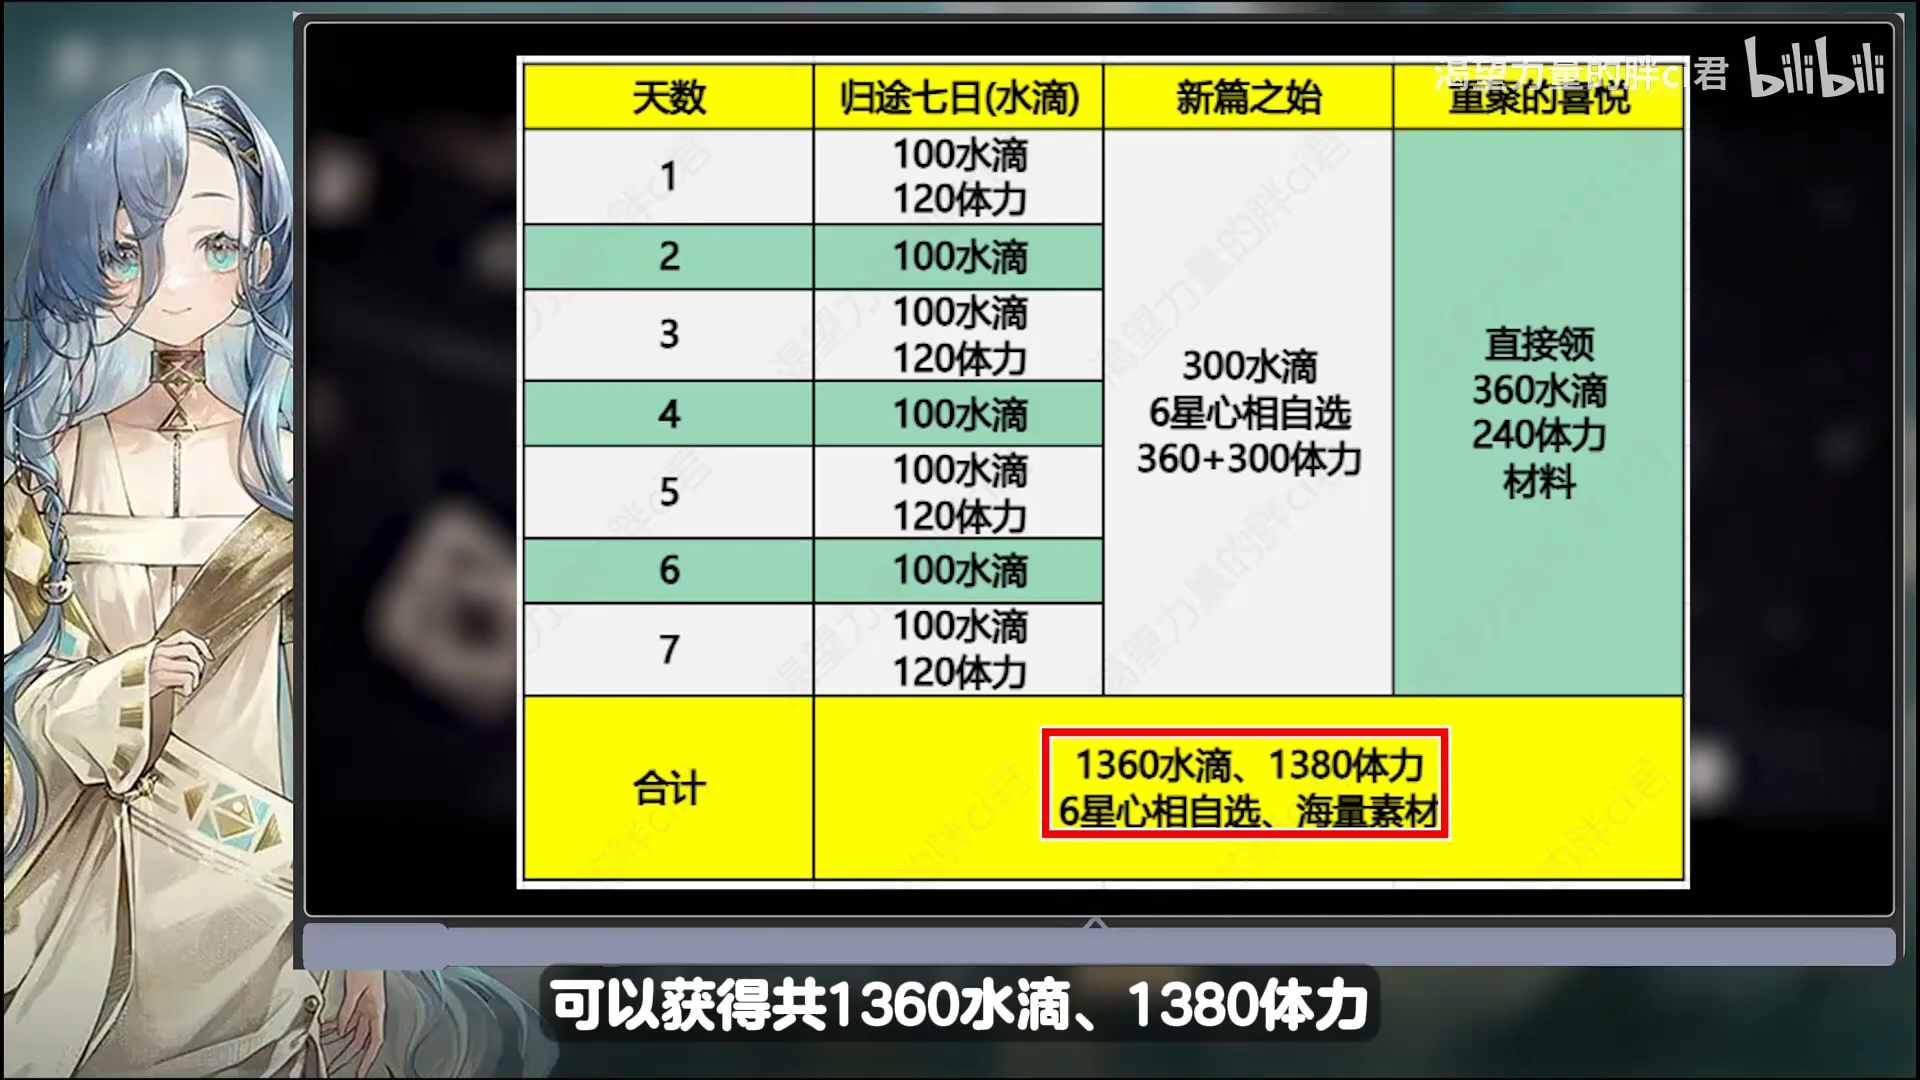 渴望力量的胖ci君 bilibili
天数 归途七日(水滴) 新篇之始 重聚的喜悦
1
100水滴
120体力
2
100水滴
3
100水滴
120体力
4
100水滴
5
100水滴
120体力
6
100水滴
7
100水滴
120体力
300水滴
6星心相自选
360+300体力
直接领
360水滴
240体力
材料
合计
1360水滴、1380体力
6星心相自选、海量素材
可以获得共1360水滴、1380体力